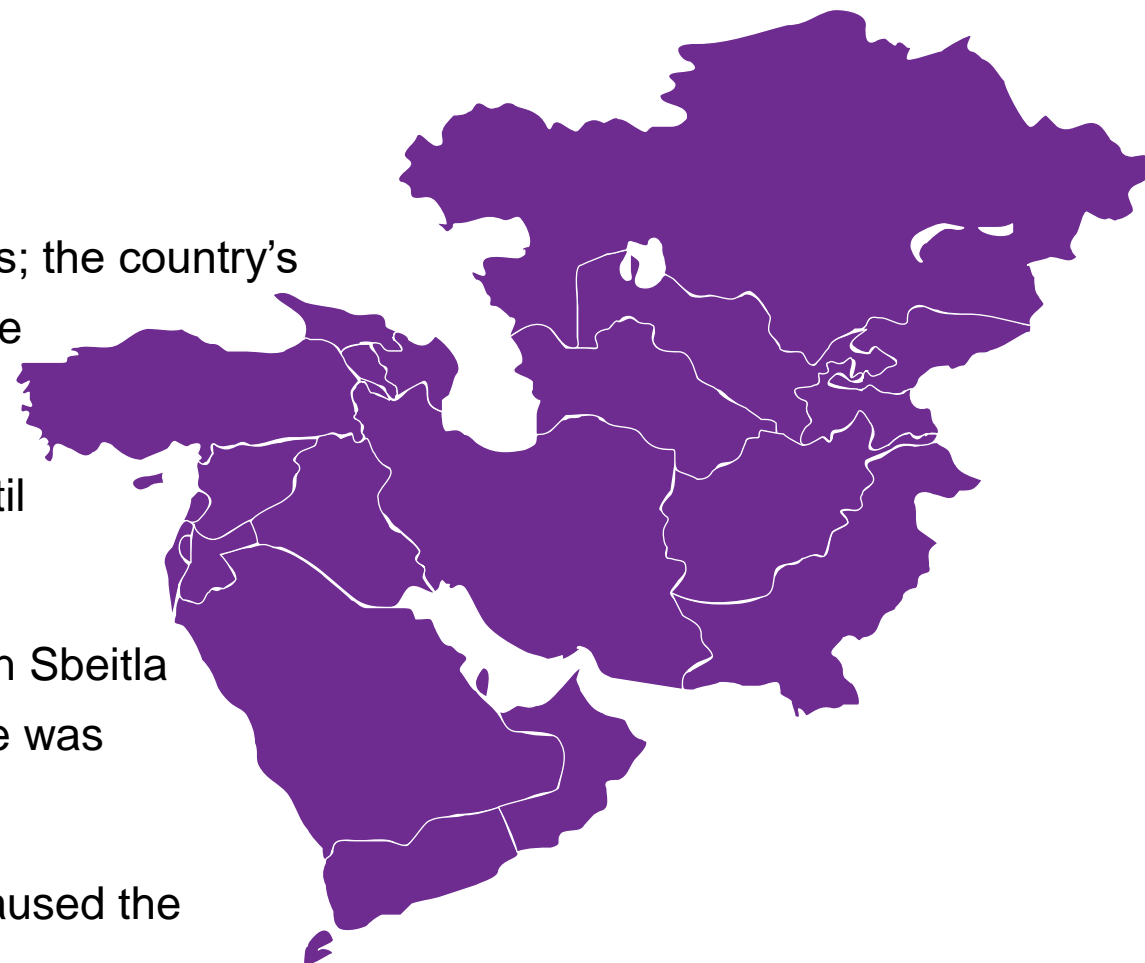 s; the country’s
e
til
n Sbeitla
e was
aused the